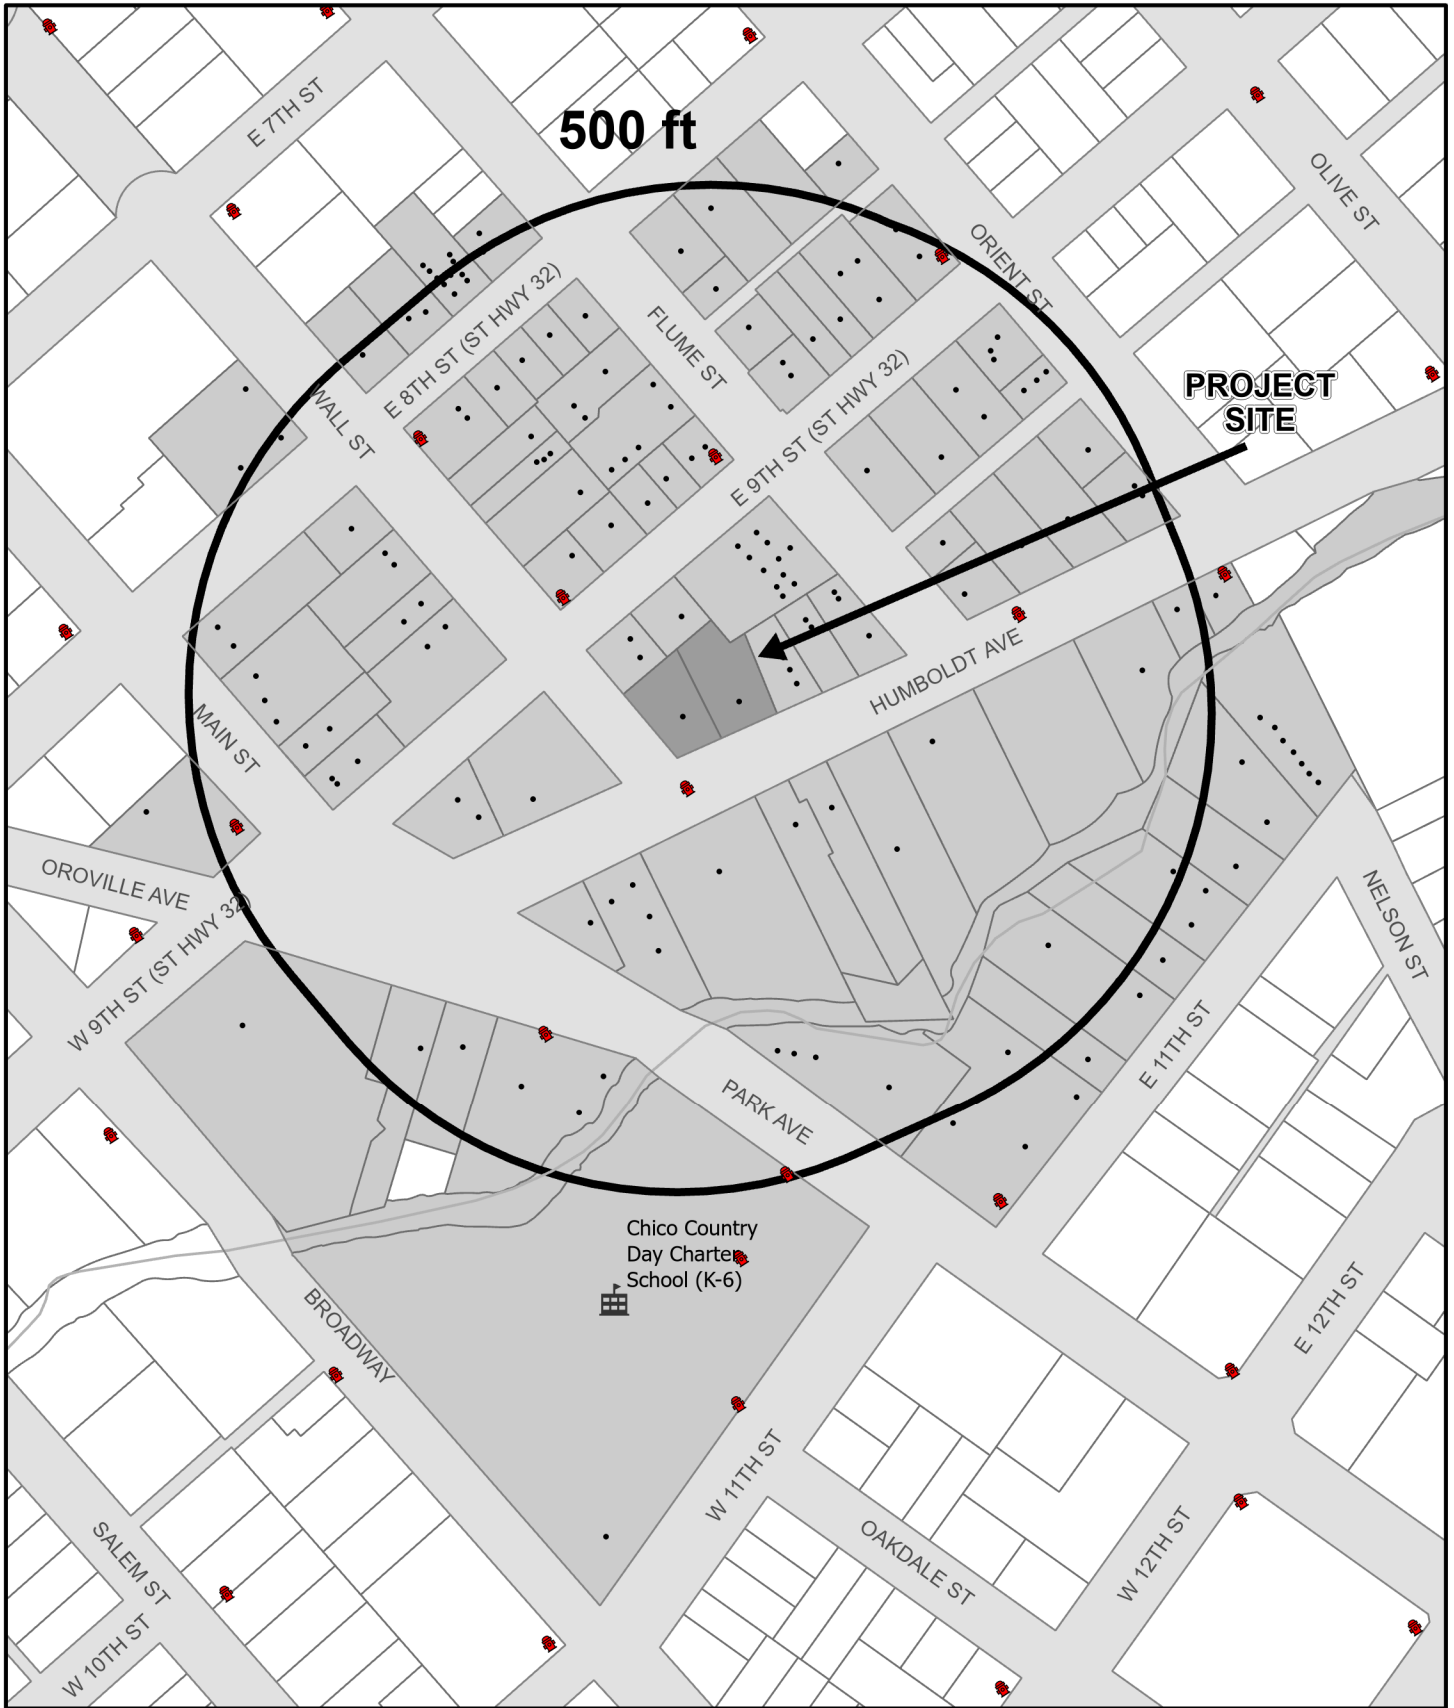 E 7TH ST
500 ft
OLIVE ST
ORIENT ST
E 8TH ST (ST HWY 32)
FLUME ST
WALL ST
E 9TH ST (ST HWY 32)
PROJECT
SITE
HUMBOLDT AVE
MAIN ST
OROVILLE AVE
W 9TH ST (ST HWY 32)
NELSON ST
E 11TH ST
PARK AVE
Chico Country
Day Charter
School (K-6)
BROADWAY
E 12TH ST
W 11TH ST
OAKDALE ST
W 12TH ST
SALEM ST
W 10TH ST